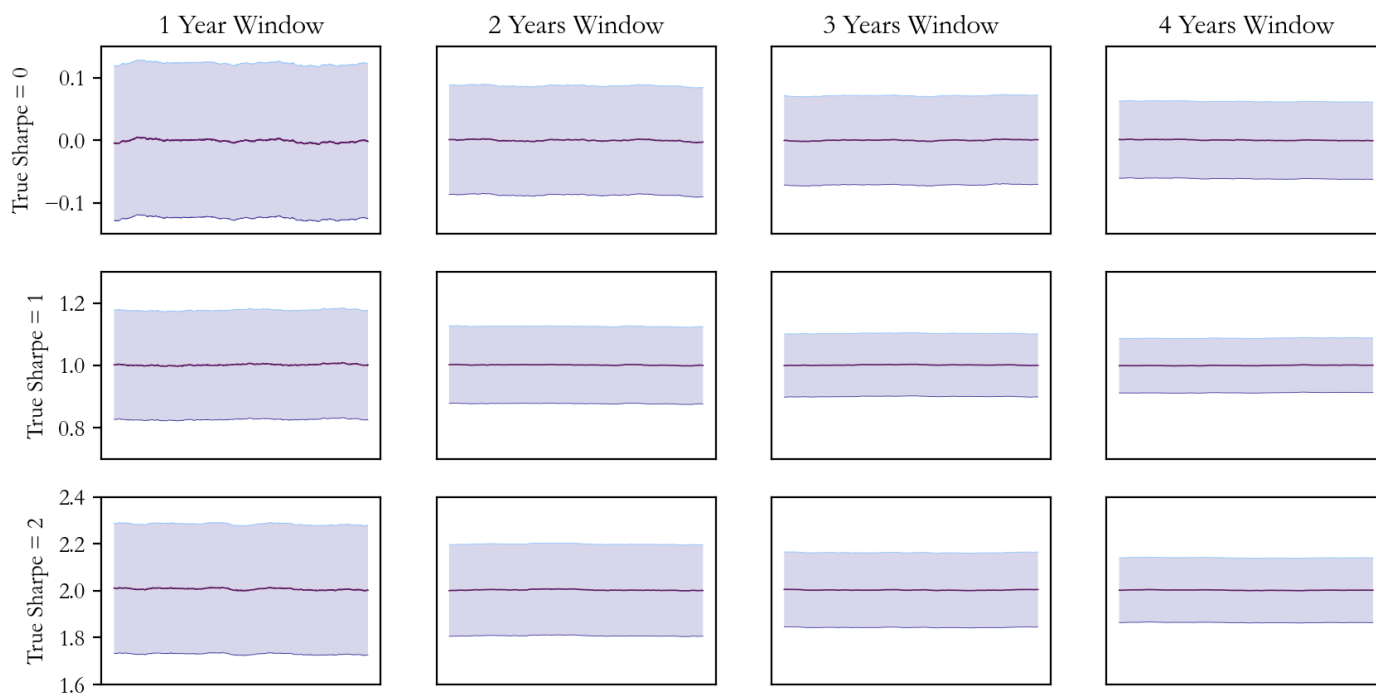 1 Year Window 2 Years Window 3 Years Window 4 Years Window
True Sharpe = 0
0.1
0.0
−0.1
True Sharpe = 1
1.2
1.0
0.8
True Sharpe = 2
2.4
2.2
2.0
1.8
1.6